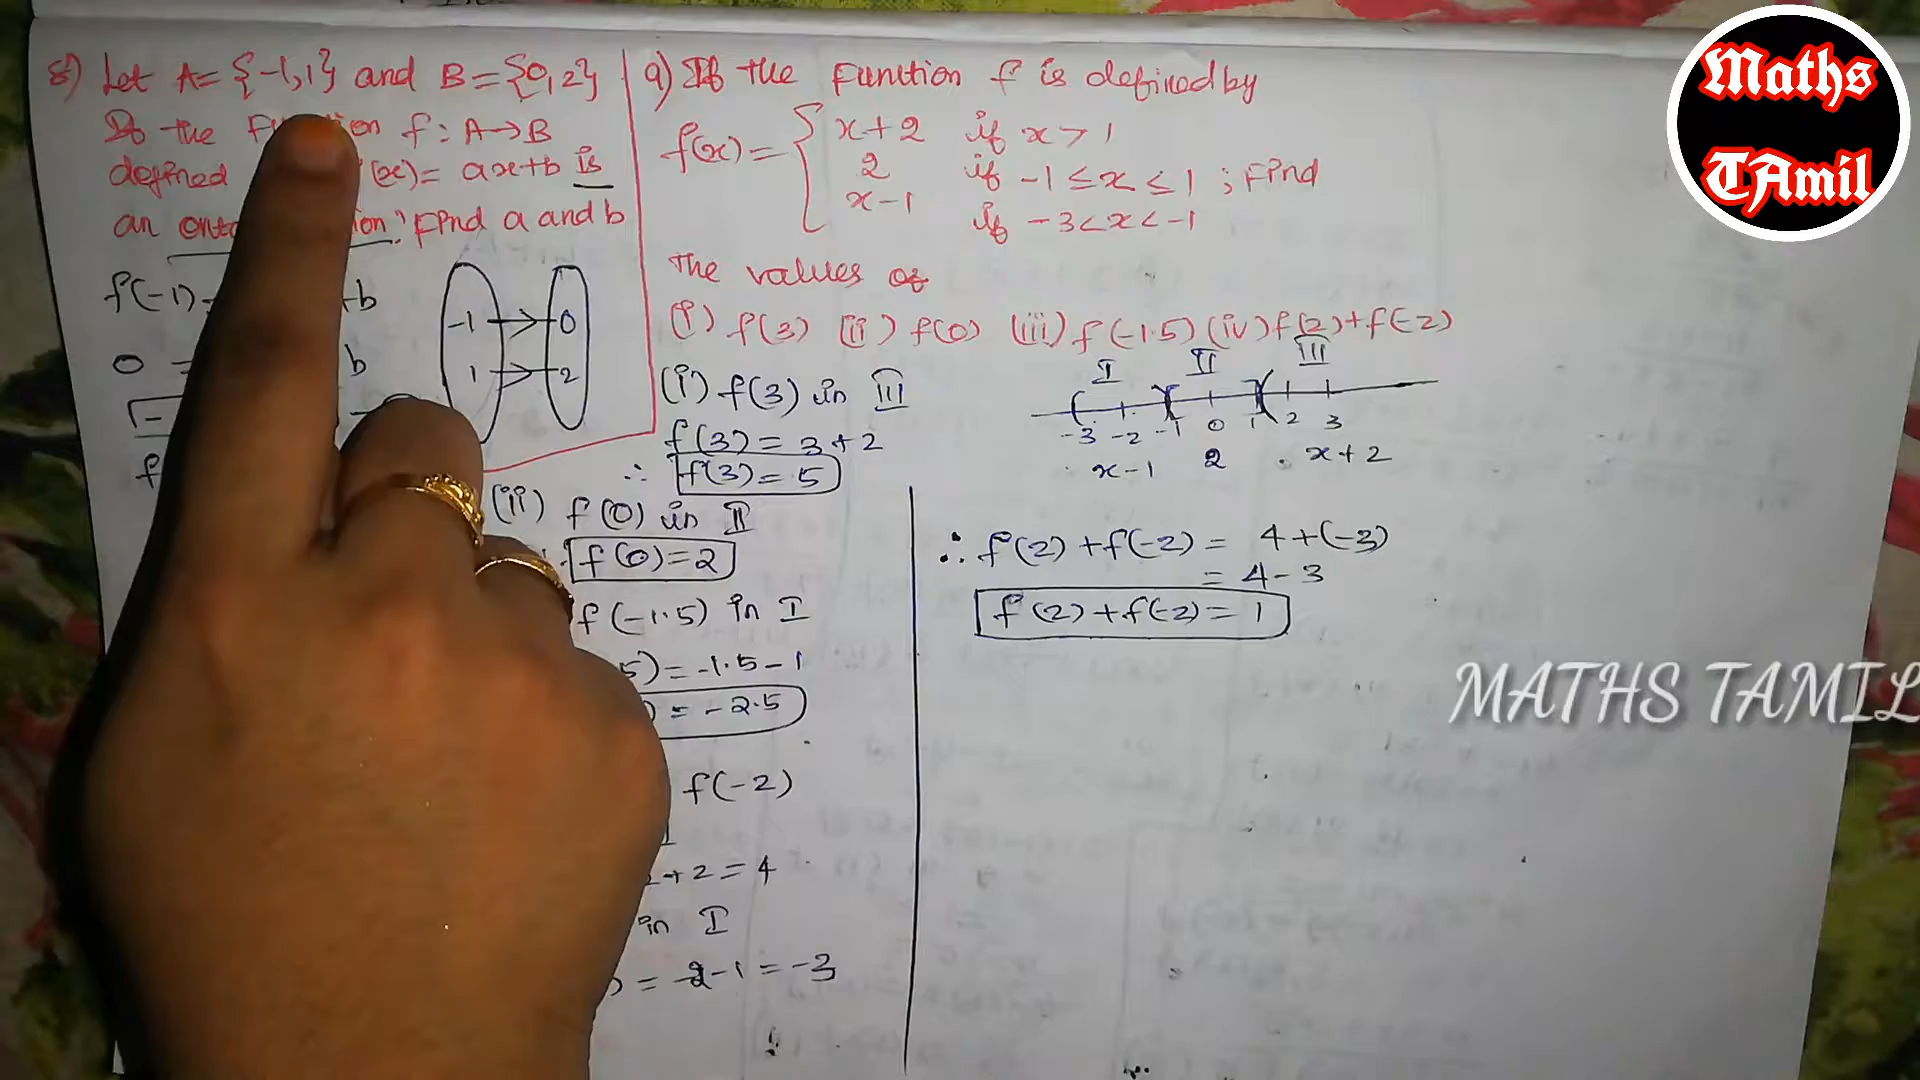 8) Let A = {-1, 1} and B = {0, 2}
If the f: A→B
defined (x) = ax+b is
an Find a and b
f(-1) b
0 = b
-1 → 0
1 → 2
9) If the Function f is defined by
f(x) = { x+2 if x > 1
2 if -1 ≤ x ≤ 1 ; Find
x-1 if -3 < x < -1
The values of
(i) f(3) (ii) f(0) (iii) f(-1.5) (iv) f(2)+f(-2)
I II III
-3 -2 -1 0 1 2 3
x-1 2 x+2
(i) f(3) in III
f(3) = 3+2
∴ f(3) = 5
(ii) f(0) in II
f(0) = 2
f(-1.5) in I
5) = -1.5 - 1
) = -2.5
f(-2)
+ 2 = 4
in I
) = -2-1 = -3
∴ f(2) + f(-2) = 4+(-3)
= 4-3
f(2) + f(-2) = 1
Maths
TAmil
MATHS TAMIL